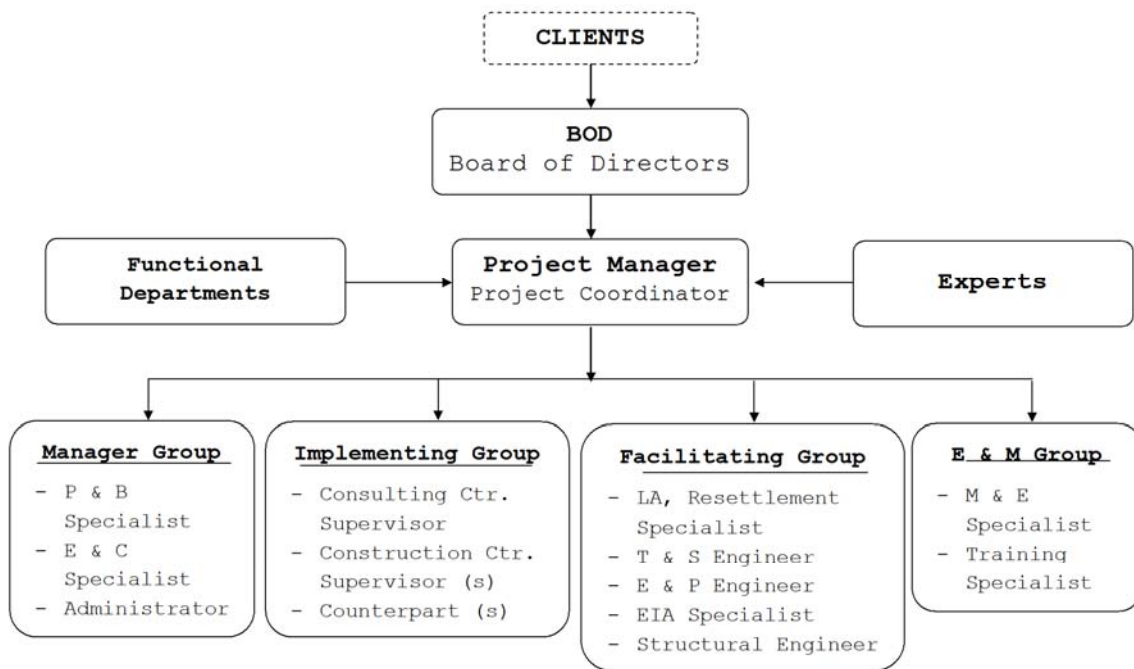 CLIENTS
BOD
Board of Directors
Functional
Departments
Project Manager
Project Coordinator
Experts
Manager Group
- P & B
Specialist
- E & C
Specialist
- Administrator
Implementing Group
- Consulting Ctr.
Supervisor
- Construction Ctr.
Supervisor (s)
- Counterpart (s)
Facilitating Group
- LA, Resettlement
Specialist
- T & S Engineer
- E & P Engineer
- EIA Specialist
- Structural Engineer
E & M Group
- M & E
Specialist
- Training
Specialist